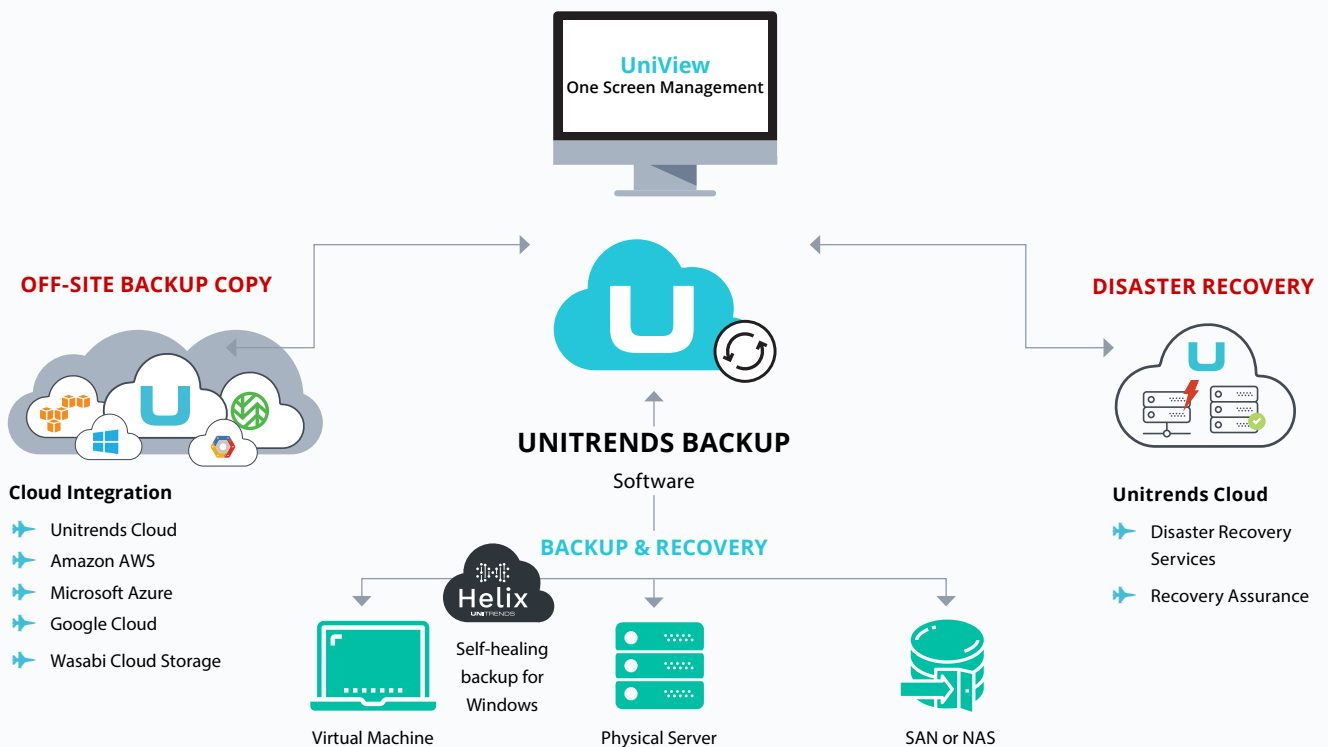 UniView
One Screen Management
OFF-SITE BACKUP COPY
Cloud Integration
Unitrends Cloud
Amazon AWS
Microsoft Azure
Google Cloud
Wasabi Cloud Storage
U
U
UNITRENDS BACKUP
Software
BACKUP & RECOVERY
Helix
UNITRENDS
Self-healing
backup for
Windows
Virtual Machine
Physical Server
SAN or NAS
DISASTER RECOVERY
U
Unitrends Cloud
Disaster Recovery
Services
Recovery Assurance